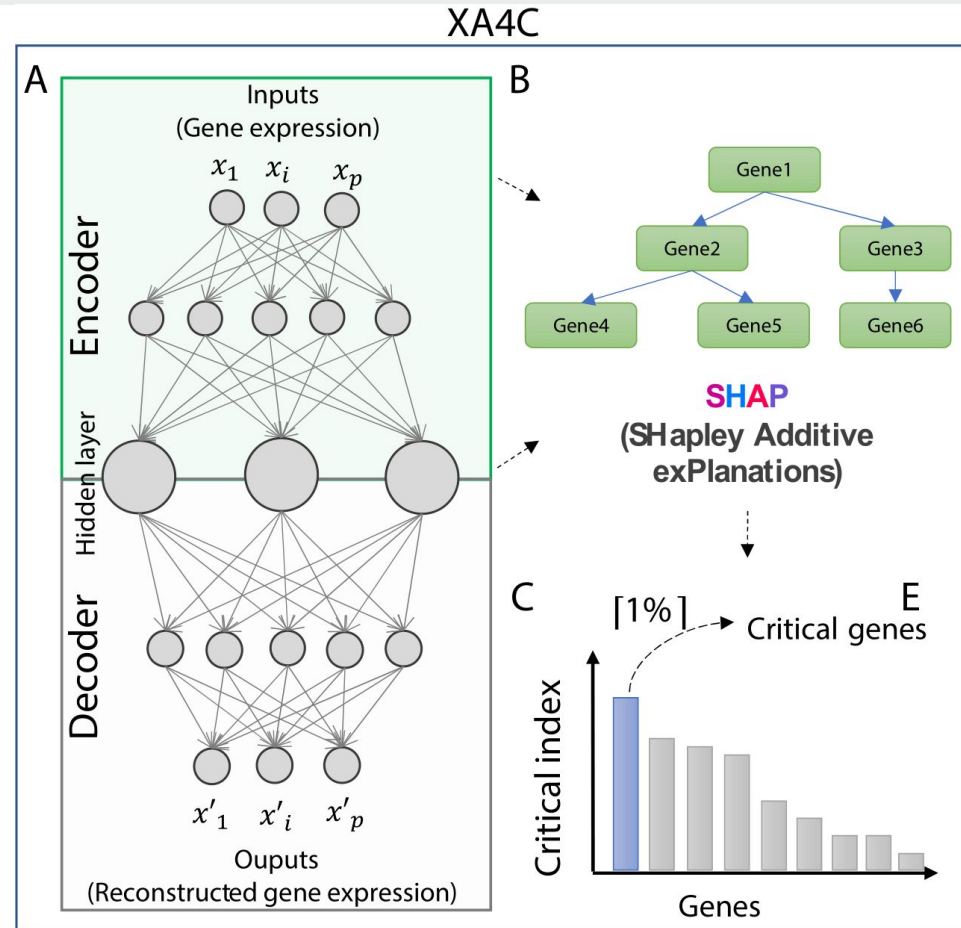 XA4C
A
Inputs
(Gene expression)
x₁ xᵢ xₚ
Encoder
Hidden layer
Decoder
x'₁ x'ᵢ x'ₚ
Ouputs
(Reconstructed gene expression)
B
Gene1
Gene2 Gene3
Gene4 Gene5 Gene6
SHAP
(SHapley Additive
exPlanations)
C
⌈1%⌉
E
Critical genes
Critical index
Genes